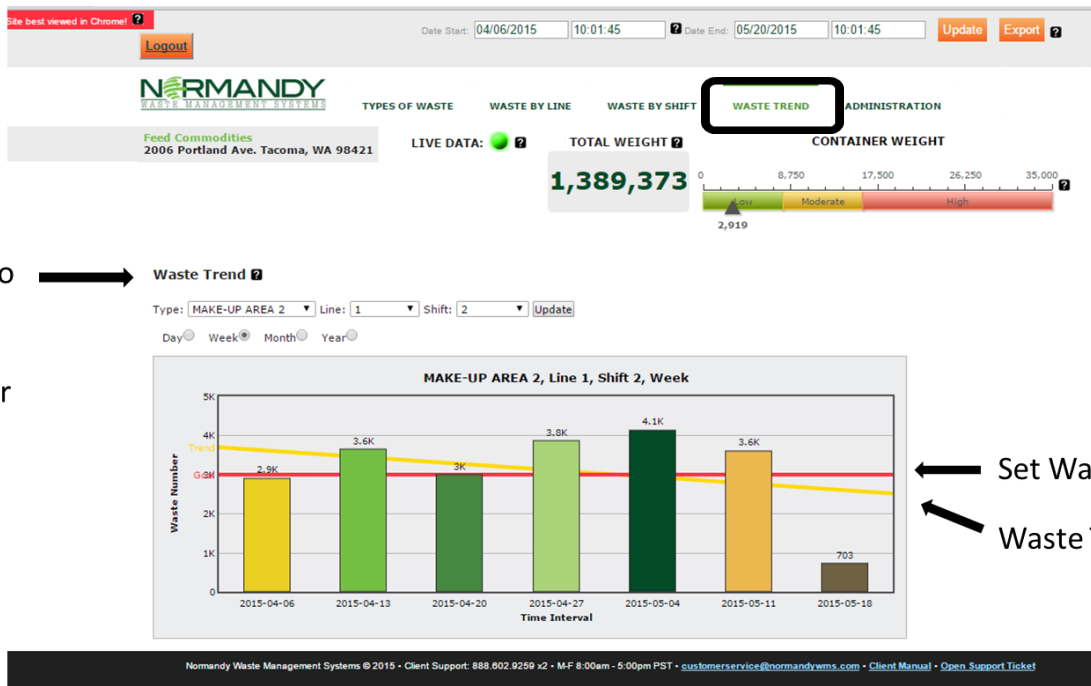 Site best viewed in Chrome! ?
Logout
Date Start: 04/06/2015 10:01:45 ? Date End: 05/20/2015 10:01:45 Update Export ?
NORMANDY
WASTE MANAGEMENT SYSTEMS
TYPES OF WASTE WASTE BY LINE WASTE BY SHIFT WASTE TREND ADMINISTRATION
Feed Commodities
2006 Portland Ave. Tacoma, WA 98421
LIVE DATA: ? TOTAL WEIGHT ? CONTAINER WEIGHT
1,389,373
0 8,750 17,500 26,250 35,000 ?
Low Moderate High
2,919
o
Waste Trend ?
Type: MAKE-UP AREA 2 Line: 1 Shift: 2 Update
Day Week Month Year
r
MAKE-UP AREA 2, Line 1, Shift 2, Week
5K
4.1K
4K
3.8K
3.6K
3.6K
Trend
3K
2.9K
Goal
3K
Set Wa
Waste Number
2K
Waste T
1K
703
0
2015-04-06 2015-04-13 2015-04-20 2015-04-27 2015-05-04 2015-05-11 2015-05-18
Time Interval
Normandy Waste Management Systems © 2015 • Client Support: 888.602.9259 x2 • M-F 8:00am - 5:00pm PST • customerservice@normandywms.com • Client Manual • Open Support Ticket